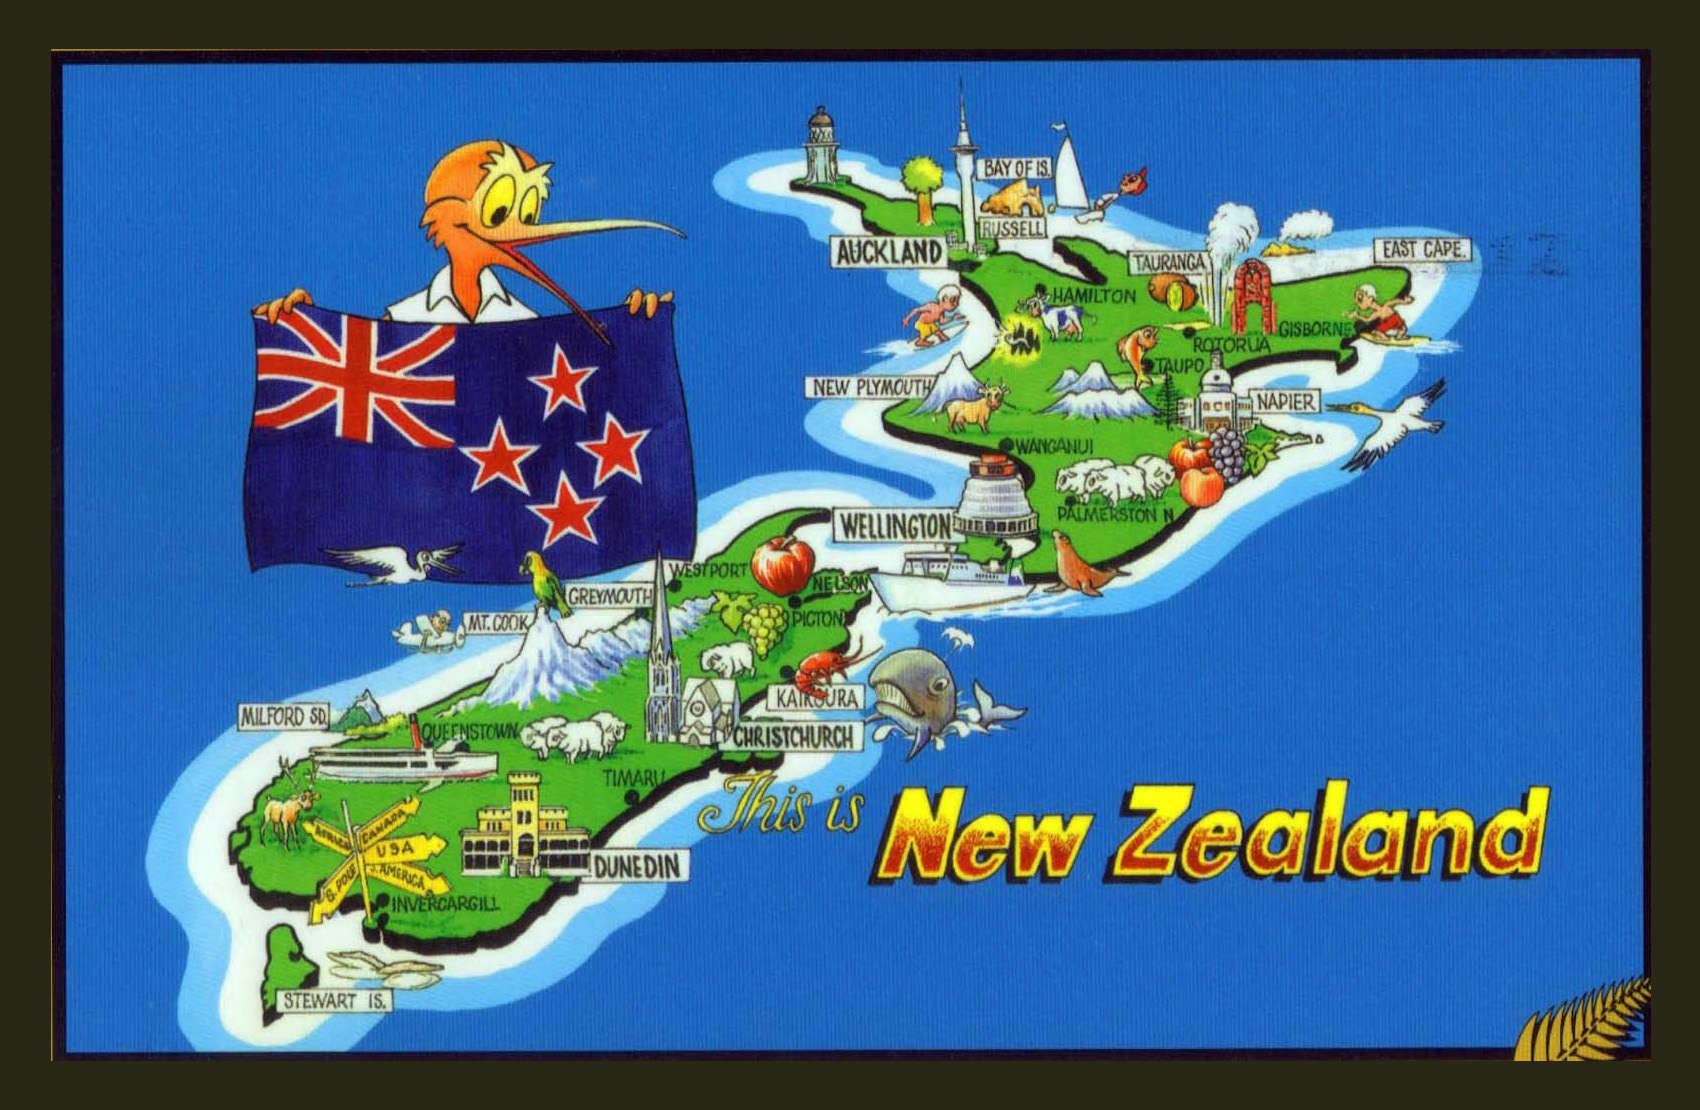 BAY OF IS.
RUSSELL
AUCKLAND
TAURANGA
EAST CAPE.
HAMILTON
GISBORNE
ROTORUA
TAUPO
NEW PLYMOUTH
NAPIER
WANGANUI
PALMERSTON N
WELLINGTON
WESTPORT
NELSON
GREYMOUTH
PICTON
MT. COOK
KAIKOURA
MILFORD SD.
QUEENSTOWN
CHRISTCHURCH
TIMARU
This is New Zealand
AFRICA
CANADA
USA
S. POLE
S. AMERICA
DUNEDIN
INVERCARGILL
STEWART IS.